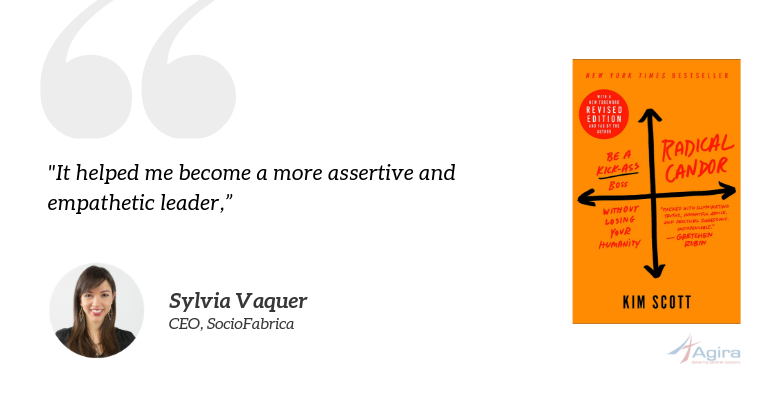 "It helped me become a more assertive and
empathetic leader,”
Sylvia Vaquer
CEO, SocioFabrica
NEW YORK TIMES BESTSELLER
WITH A
NEW FOREWORD
REVISED
EDITION
AND FAQ BY THE
AUTHOR
RADICAL
CANDOR
BE A
KICK-ASS
BOSS
WITHOUT
LOSING
YOUR
HUMANITY
"PACKED WITH ILLUMINATING
TRUTHS, INSIGHTFUL ADVICE,
AND PRACTICAL SUGGESTIONS,
INDISPENSABLE."
— GRETCHEN
RUBIN
KIM SCOTT
Agira